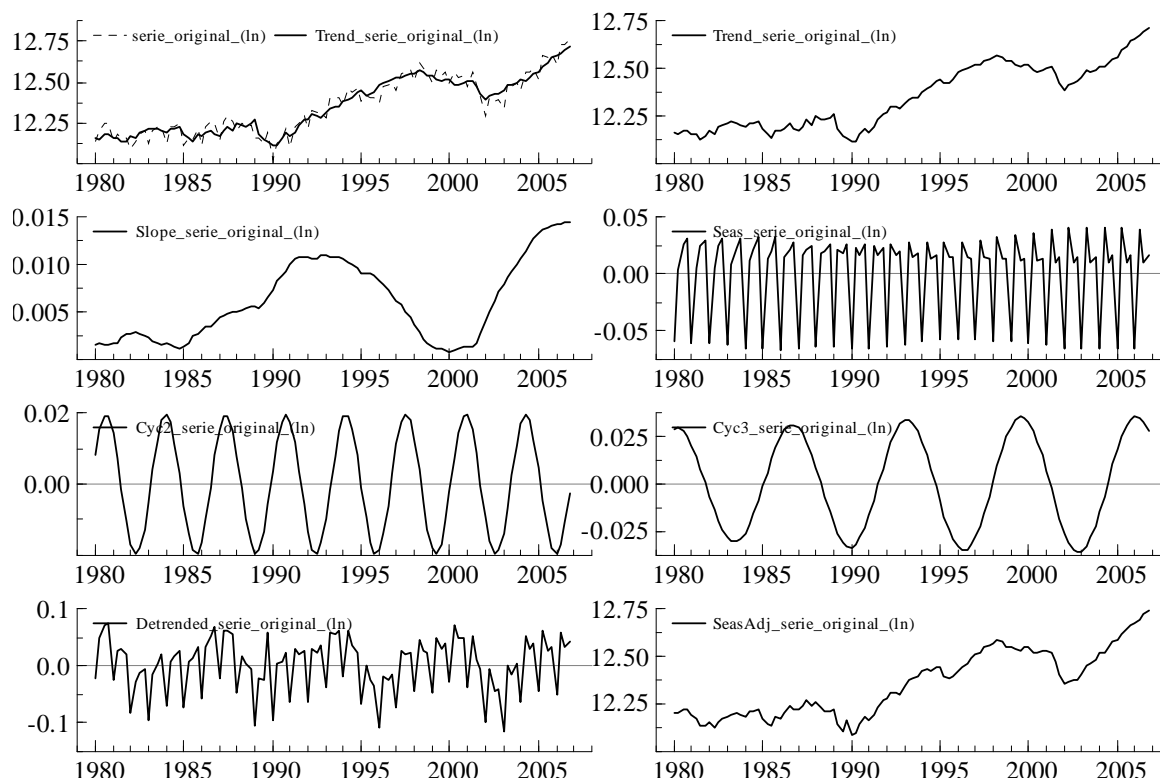 12.75
serie_original_(ln) Trend_serie_original_(ln)
12.50
12.25
1980 1985 1990 1995 2000 2005
12.75
Trend_serie_original_(ln)
12.50
12.25
1980 1985 1990 1995 2000 2005
0.015
Slope_serie_original_(ln)
0.010
0.005
1980 1985 1990 1995 2000 2005
0.05
Seas_serie_original_(ln)
0.00
-0.05
1980 1985 1990 1995 2000 2005
0.02
Cyc2_serie_original_(ln)
0.00
1980 1985 1990 1995 2000 2005
0.025
Cyc3_serie_original_(ln)
0.000
-0.025
1980 1985 1990 1995 2000 2005
0.1
Detrended_serie_original_(ln)
0.0
-0.1
1980 1985 1990 1995 2000 2005
12.75
SeasAdj_serie_original_(ln)
12.50
12.25
1980 1985 1990 1995 2000 2005